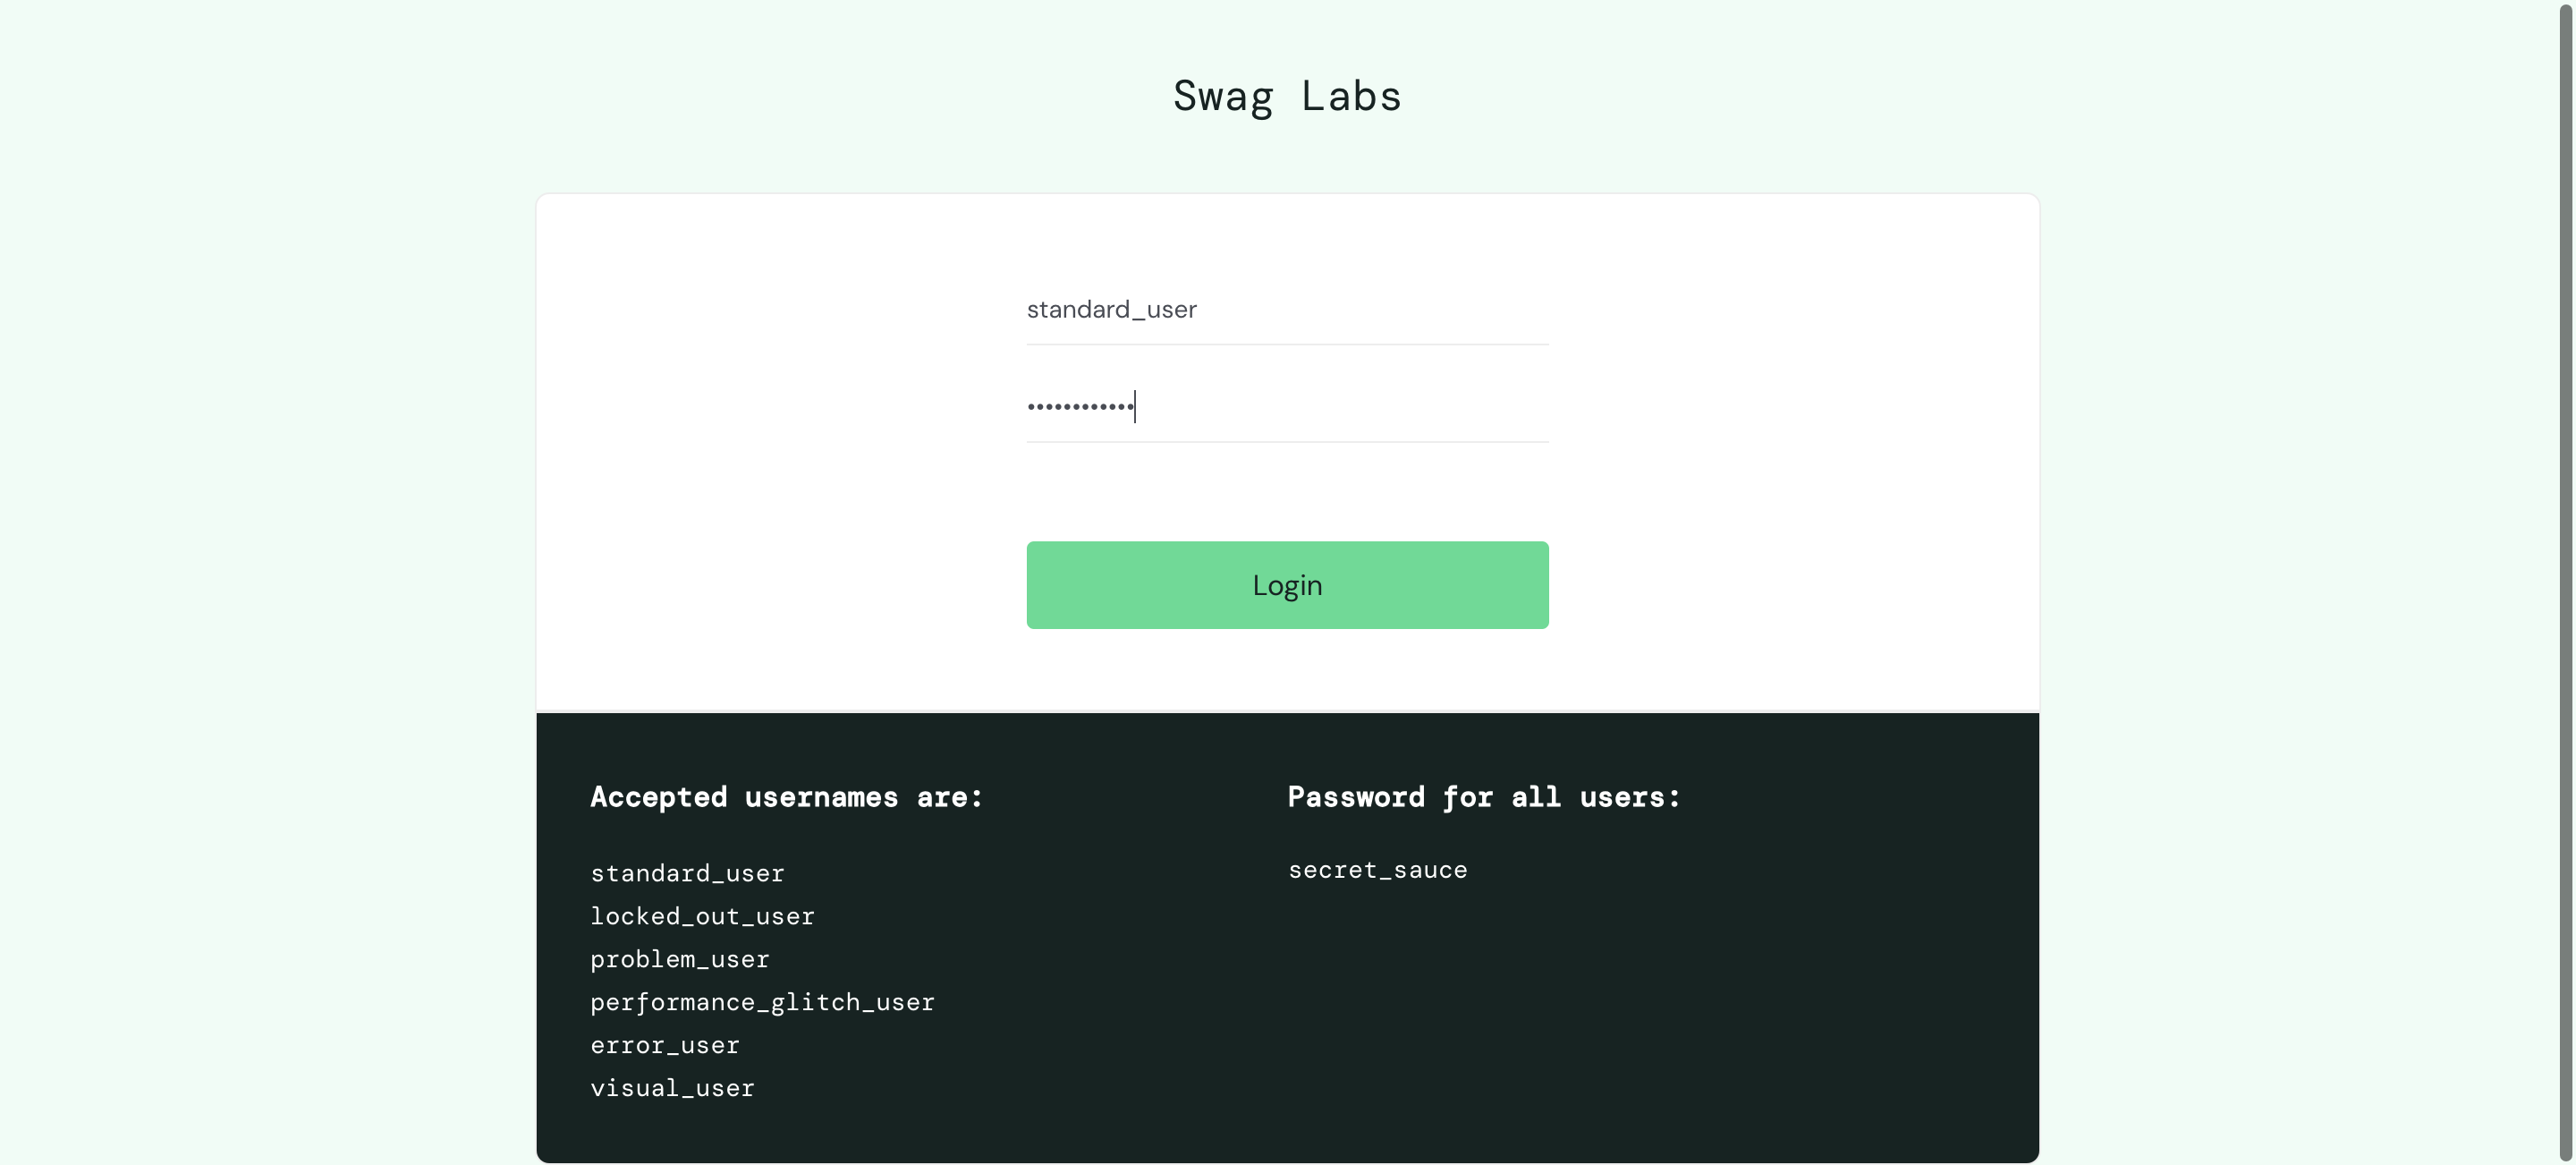 Swag Labs
standard_user
••••••••••••
Login
Accepted usernames are:
standard_user
locked_out_user
problem_user
performance_glitch_user
error_user
visual_user
Password for all users:
secret_sauce